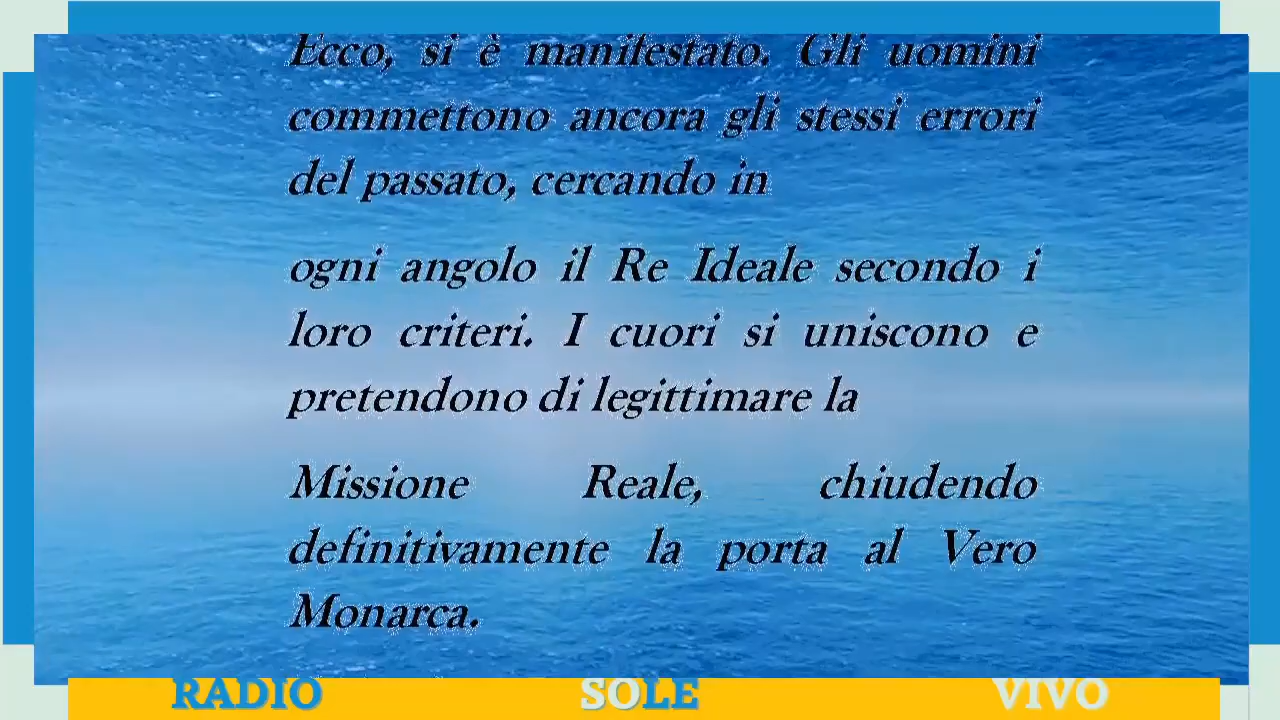 Ecco, si è manifestato. Gli uomini
commettono ancora gli stessi errori
del passato, cercando in
ogni angolo il Re Ideale secondo i
loro criteri. I cuori si uniscono e
pretendono di legittimare la
Missione Reale, chiudendo
definitivamente la porta al Vero
Monarca.
RADIO SOLE VIVO